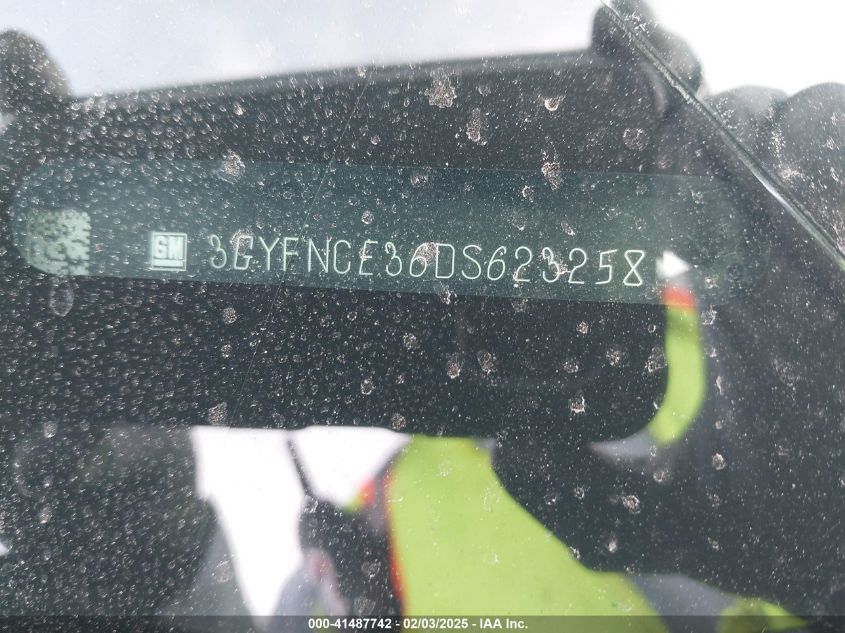 GM 3GYFNCE36DS623258
000-41487742 - 02/03/2025 - IAA Inc.